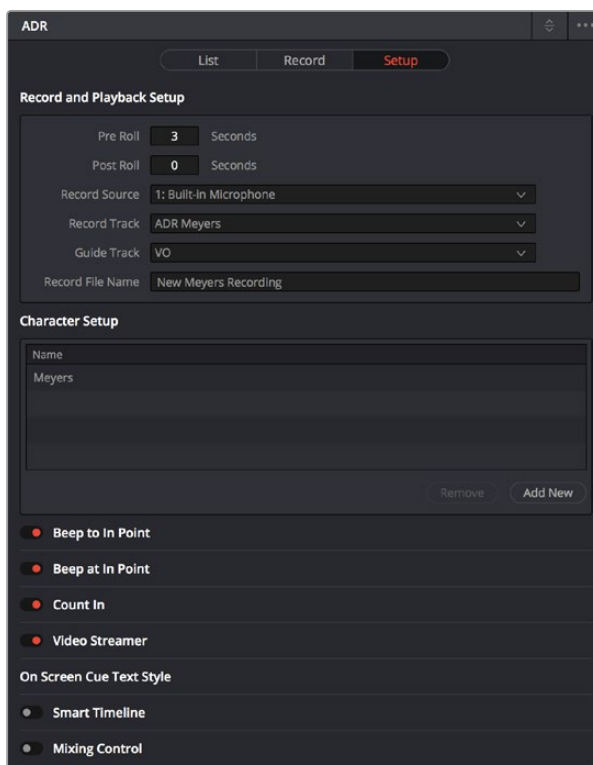 ADR
List Record Setup
Record and Playback Setup
Pre Roll 3 Seconds
Post Roll 0 Seconds
Record Source 1: Built-in Microphone
Record Track ADR Meyers
Guide Track VO
Record File Name New Meyers Recording
Character Setup
Name
Meyers
Remove Add New
Beep to In Point
Beep at In Point
Count In
Video Streamer
On Screen Cue Text Style
Smart Timeline
Mixing Control